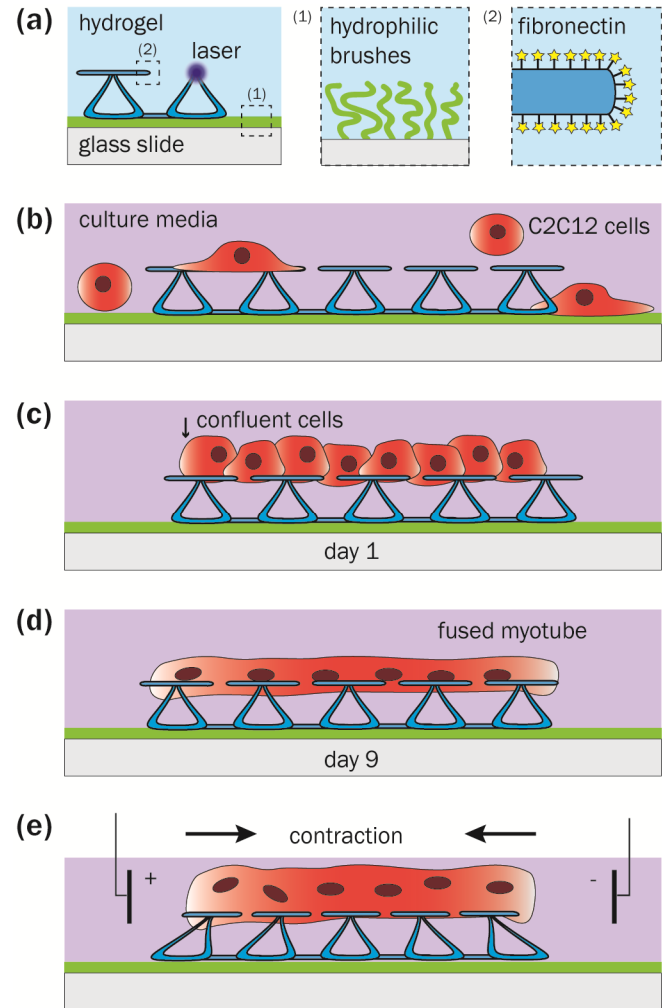 (a)
hydrogel
(2)
laser
(1)
glass slide
(1)
hydrophilic
brushes
(2)
fibronectin
(b)
culture media
C2C12 cells
(c)
confluent cells
day 1
(d)
fused myotube
day 9
(e)
contraction
+
-